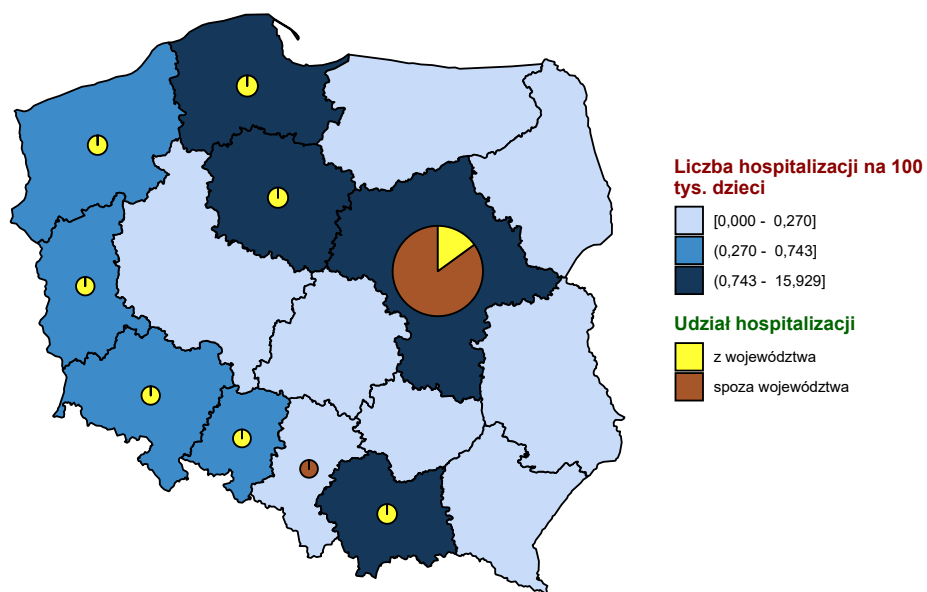 Liczba hospitalizacji na 100
tys. dzieci
[0,000 - 0,270]
(0,270 - 0,743]
(0,743 - 15,929]
Udział hospitalizacji
z województwa
spoza województwa